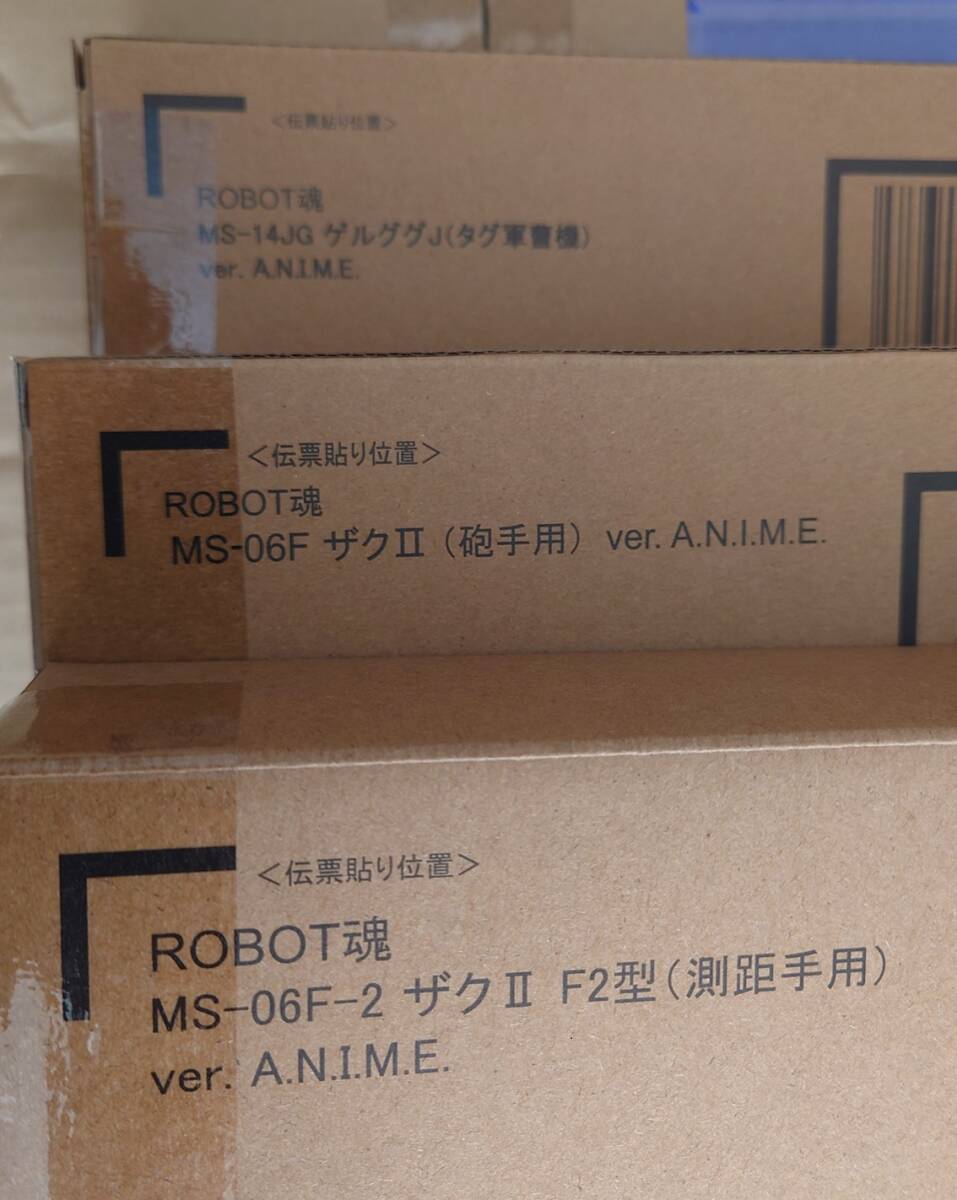 <伝票貼り位置>
ROBOT魂
MS-14JG ゲルググJ(タグ軍曹機)
ver. A.N.I.M.E.
<伝票貼り位置>
ROBOT魂
MS-06F ザクⅡ（砲手用）ver. A.N.I.M.E.
<伝票貼り位置>
ROBOT魂
MS-06F-2 ザクⅡ F2型（測距手用）
ver. A.N.I.M.E.